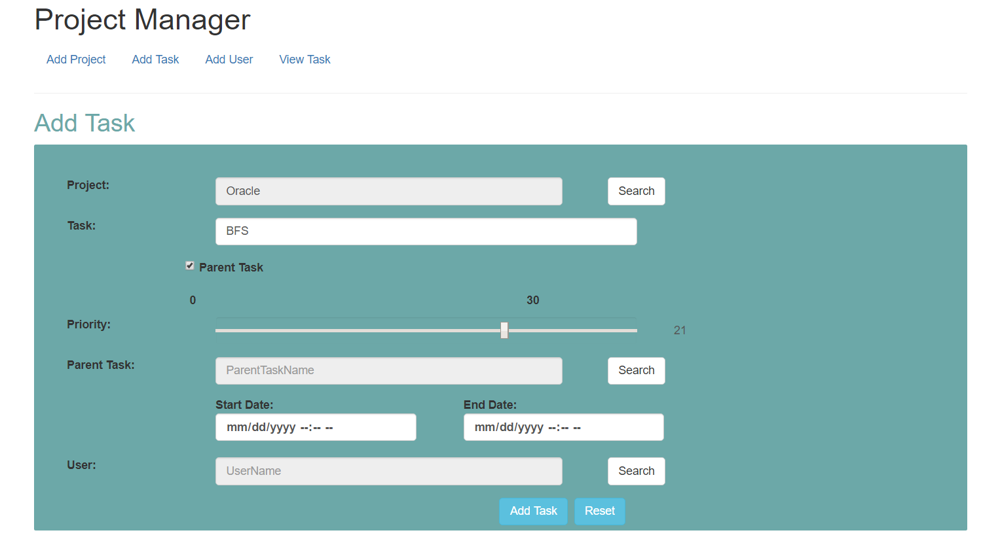 Project Manager
Add Project Add Task Add User View Task
Add Task
Project: Oracle Search
Task: BFS
Parent Task
0 30
Priority: 21
Parent Task: ParentTaskName Search
Start Date: End Date:
mm/dd/yyyy --:-- -- mm/dd/yyyy --:-- --
User: UserName Search
Add Task Reset